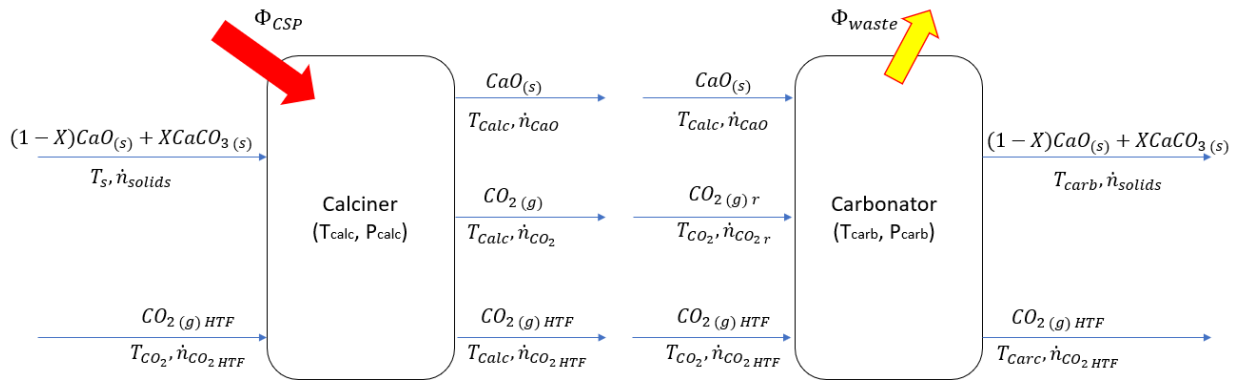 Φ_CSP
Φ_waste
CaO_(s)
T_Calc, ṅ_CaO
CaO_(s)
T_Calc, ṅ_CaO
(1 − X)CaO_(s) + XCaCO_3 (s)
T_s, ṅ_solids
(1 − X)CaO_(s) + XCaCO_3 (s)
T_carb, ṅ_solids
Calciner
(T_calc, P_calc)
CO_2 (g)
T_Calc, ṅ_CO_2
CO_2 (g) r
T_CO_2, ṅ_CO_2 r
Carbonator
(T_carb, P_carb)
CO_2 (g) HTF
T_CO_2, ṅ_CO_2 HTF
CO_2 (g) HTF
T_Calc, ṅ_CO_2 HTF
CO_2 (g) HTF
T_CO_2, ṅ_CO_2 HTF
CO_2 (g) HTF
T_Carc, ṅ_CO_2 HTF